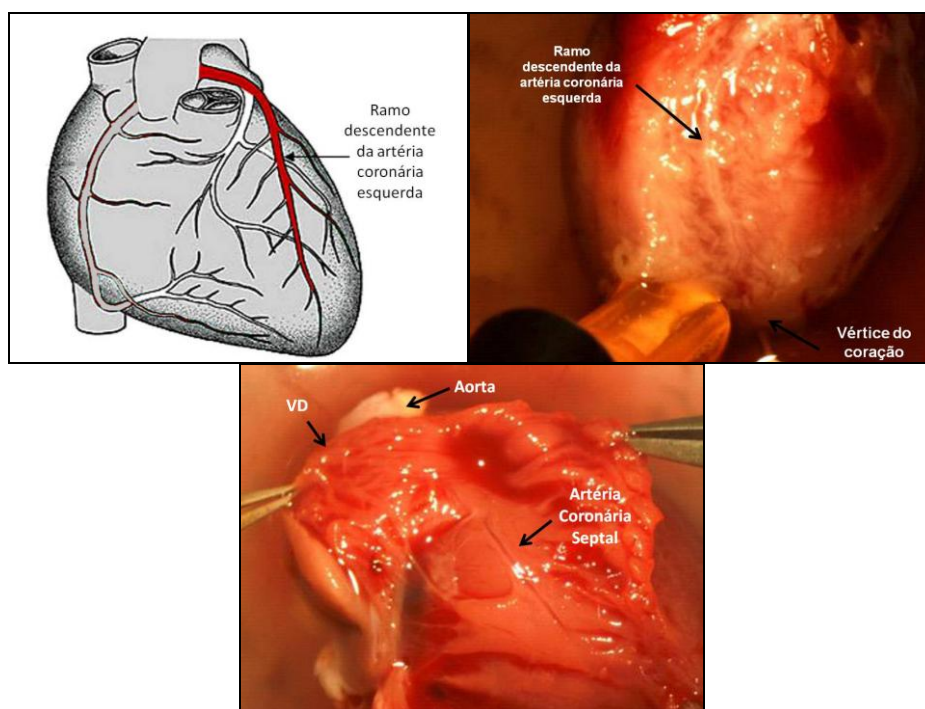 Ramo
descendente
da artéria
coronária
esquerda
Ramo
descendente da
artéria coronária
esquerda
Vértice do
coração
VD
Aorta
Artéria
Coronária
Septal